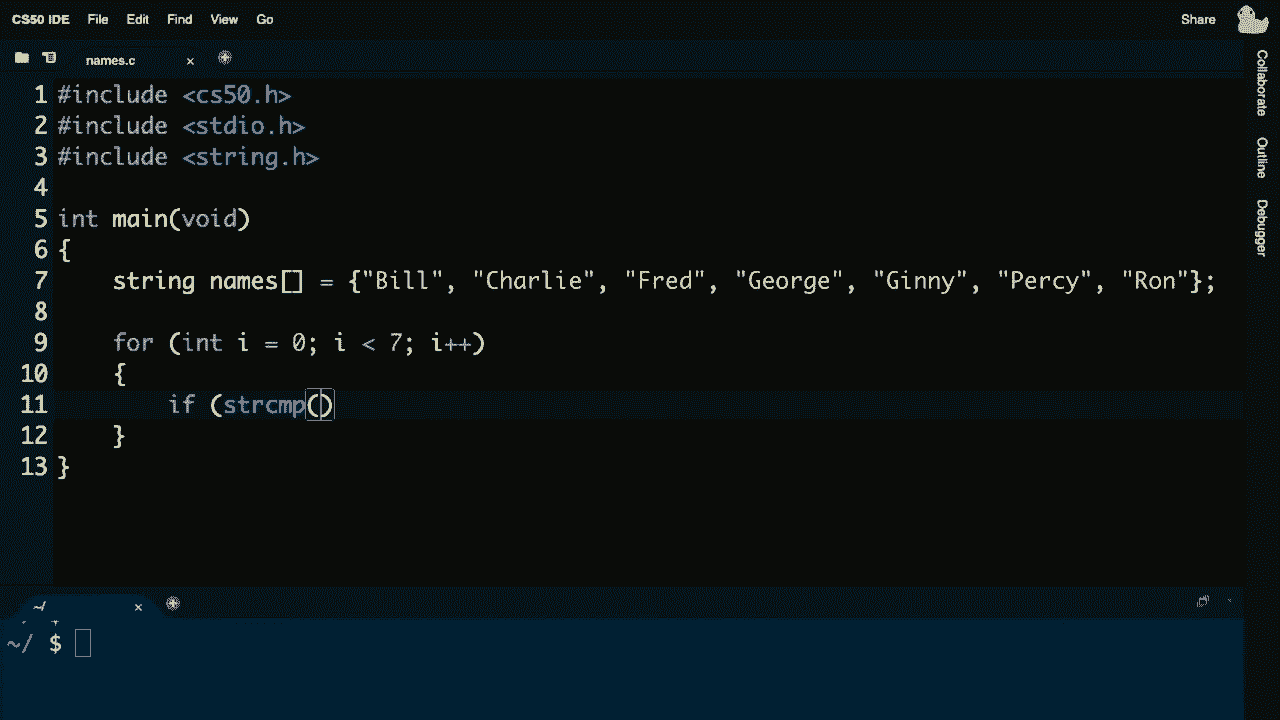 CS50 IDE File Edit Find View Go Share
names.c ×
1 #include <cs50.h>
2 #include <stdio.h>
3 #include <string.h>
4
5 int main(void)
6 {
7     string names[] = {"Bill", "Charlie", "Fred", "George", "Ginny", "Percy", "Ron"};
8
9     for (int i = 0; i < 7; i++)
10     {
11         if (strcmp()
12     }
13 }
Collaborate
Outline
Debugger
~/ ×
~/ $